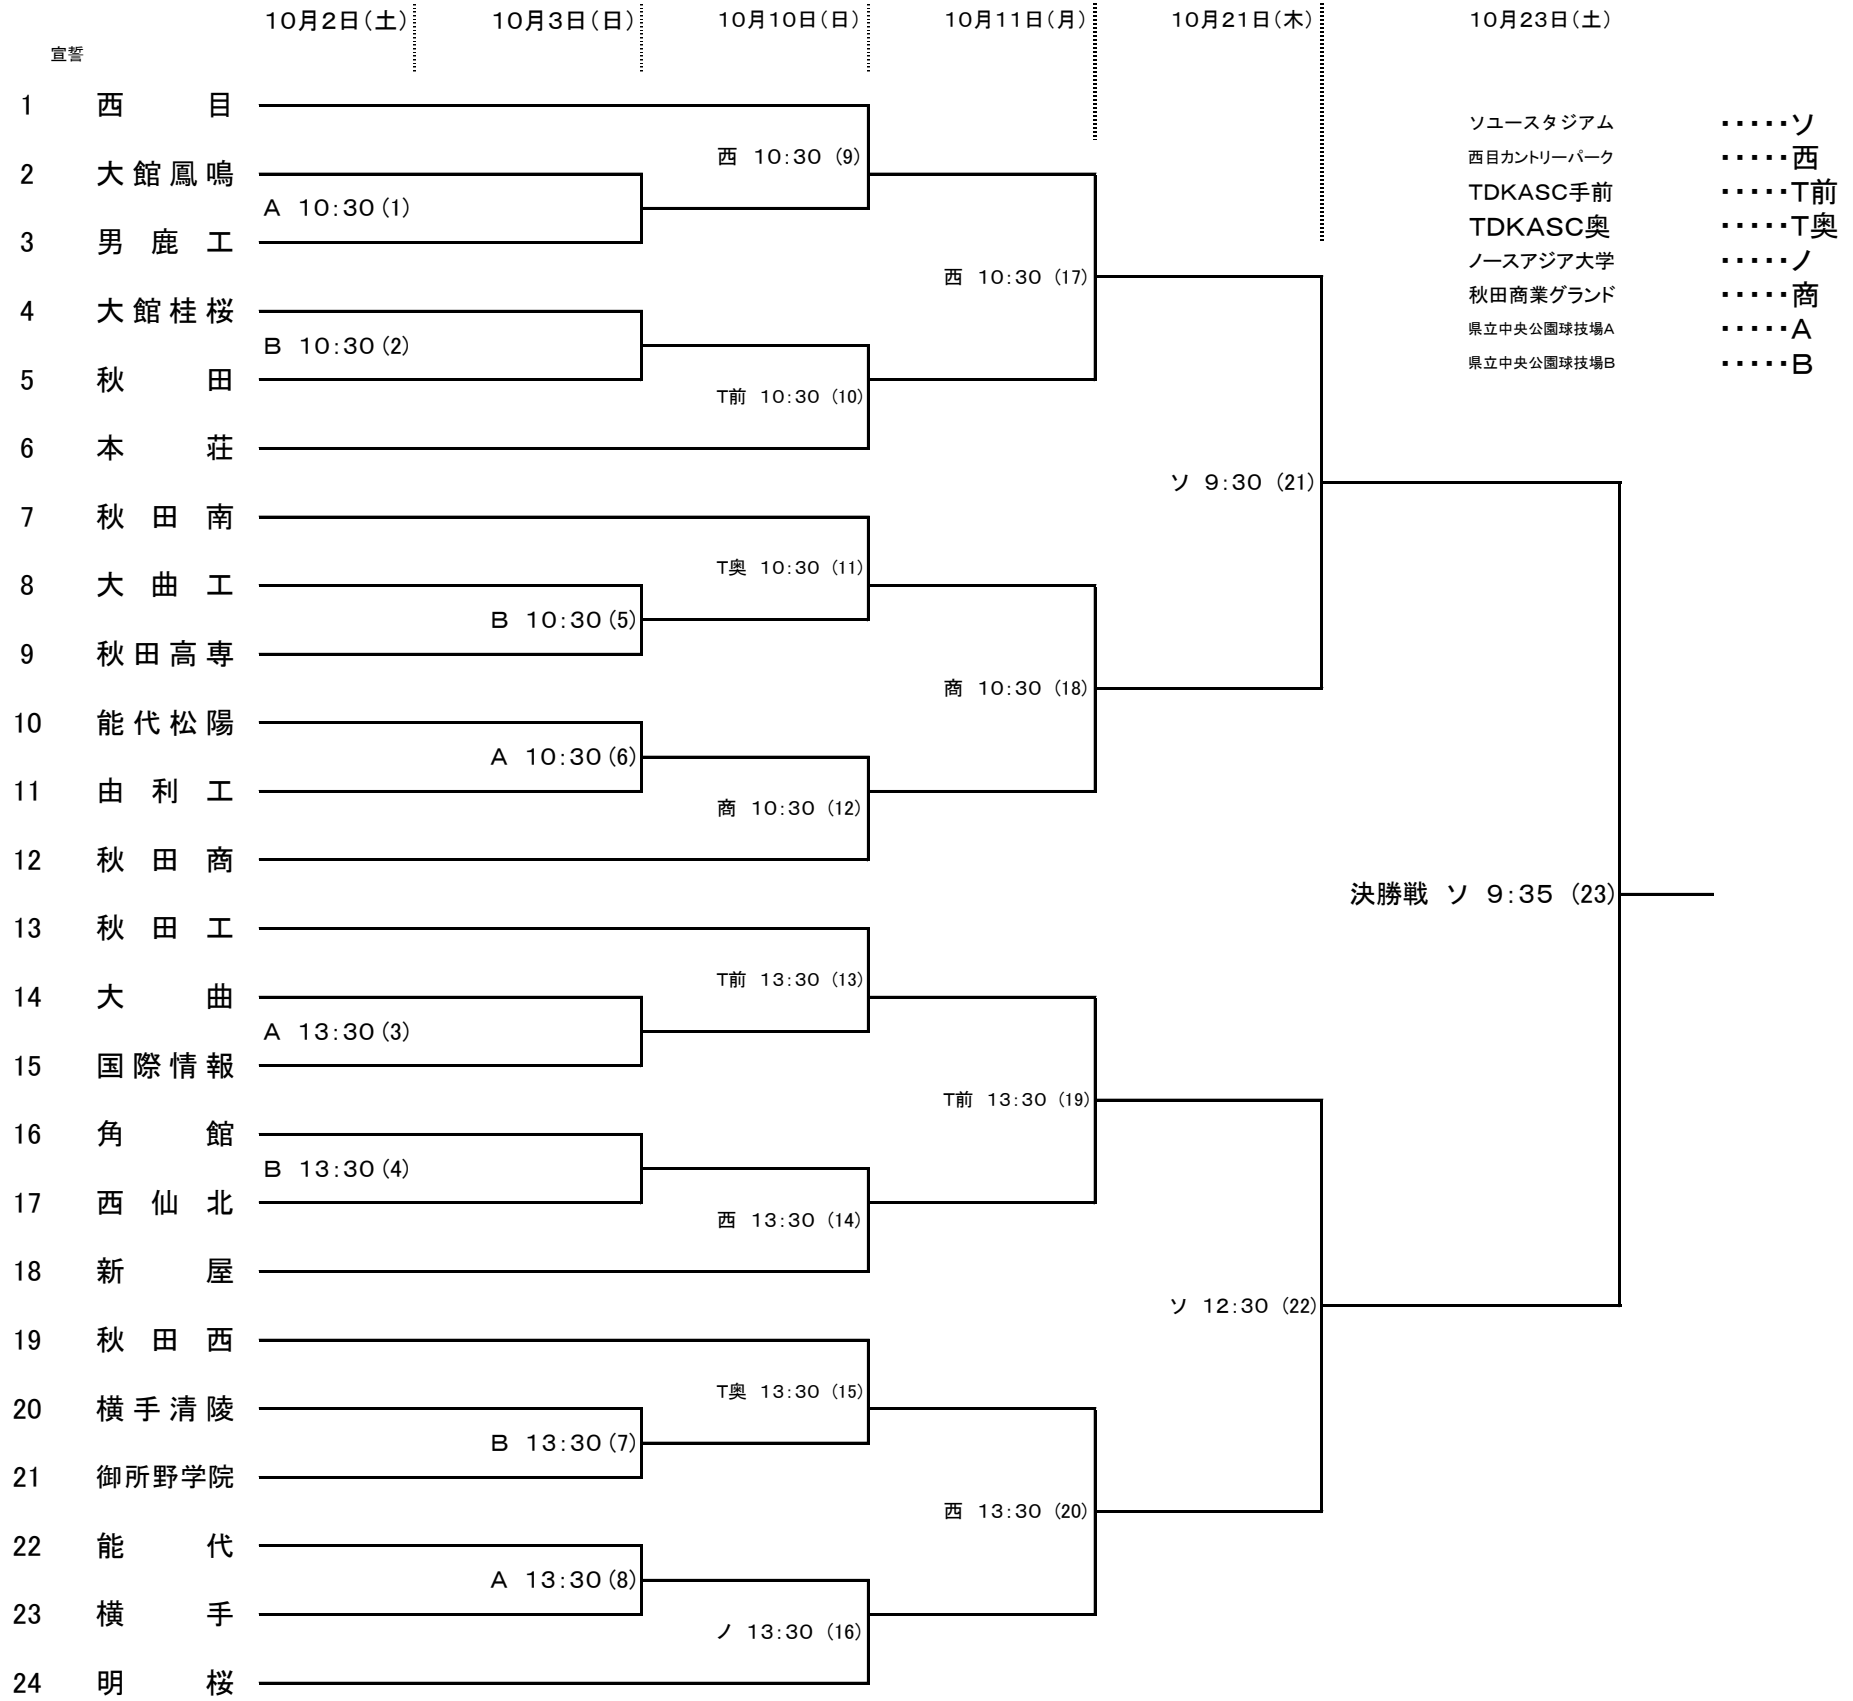 10月2日(土) 10月3日(日) 10月10日(日) 10月11日(月) 10月21日(木) 10月23日(土)
宣誓
1 西目
ソユースタジアム ・・・・・ソ
西 10:30 (9)
西目カントリーパーク ・・・・・西
2 大館鳳鳴
TDKASC手前 ・・・・・T前
A 10:30 (1)
TDKASC奥 ・・・・・T奥
3 男鹿工
ノースアジア大学 ・・・・・ノ
西 10:30 (17)
秋田商業グランド ・・・・・商
4 大館桂桜
県立中央公園球技場A ・・・・・A
B 10:30 (2)
県立中央公園球技場B ・・・・・B
5 秋田
T前 10:30 (10)
6 本荘
ソ 9:30 (21)
7 秋田南
T奥 10:30 (11)
8 大曲工
B 10:30 (5)
9 秋田高専
商 10:30 (18)
10 能代松陽
A 10:30 (6)
11 由利工
商 10:30 (12)
12 秋田商
決勝戦 ソ 9:35 (23)
13 秋田工
T前 13:30 (13)
14 大曲
A 13:30 (3)
15 国際情報
T前 13:30 (19)
16 角館
B 13:30 (4)
17 西仙北
西 13:30 (14)
18 新屋
ソ 12:30 (22)
19 秋田西
T奥 13:30 (15)
20 横手清陵
B 13:30 (7)
21 御所野学院
西 13:30 (20)
22 能代
A 13:30 (8)
23 横手
ノ 13:30 (16)
24 明桜